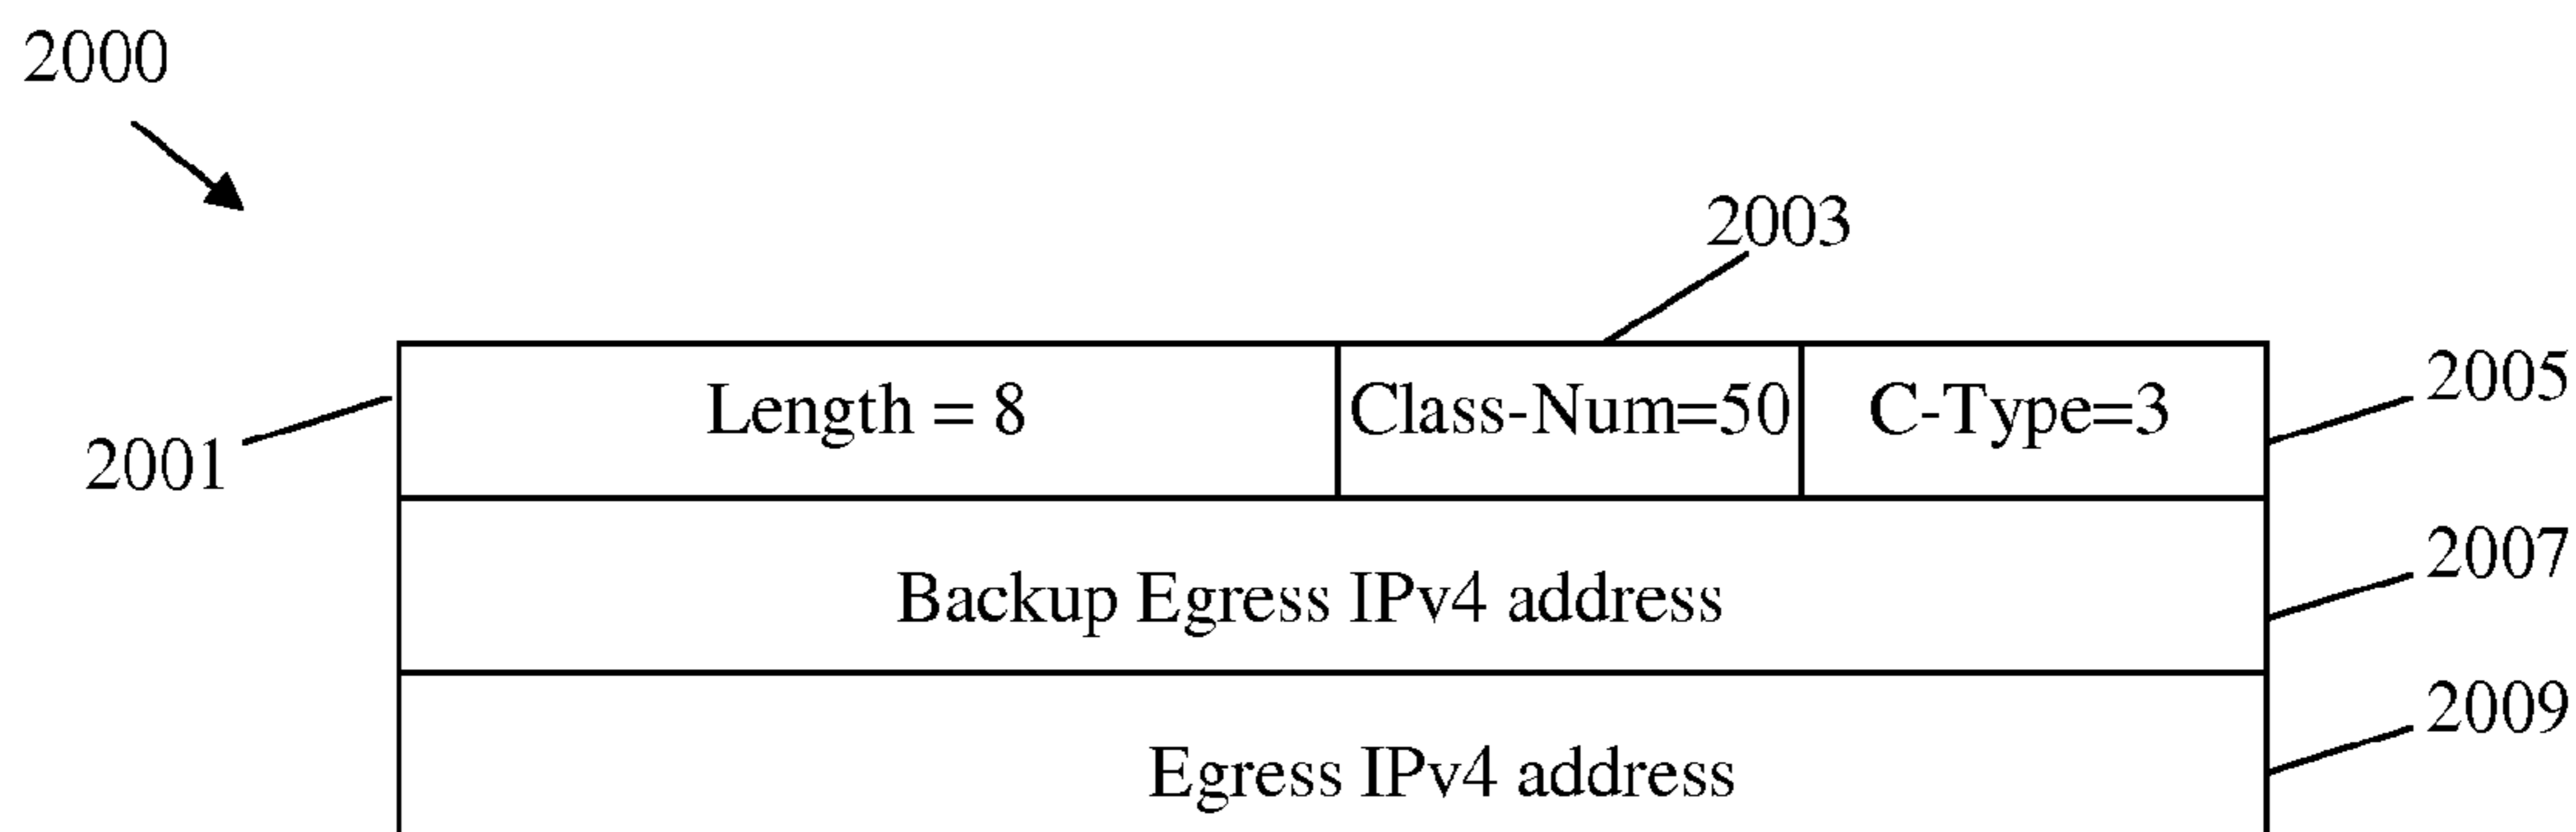 2000
2003
Length = 8 Class-Num=50 C-Type=3
2005
2001
Backup Egress IPv4 address
2007
Egress IPv4 address
2009